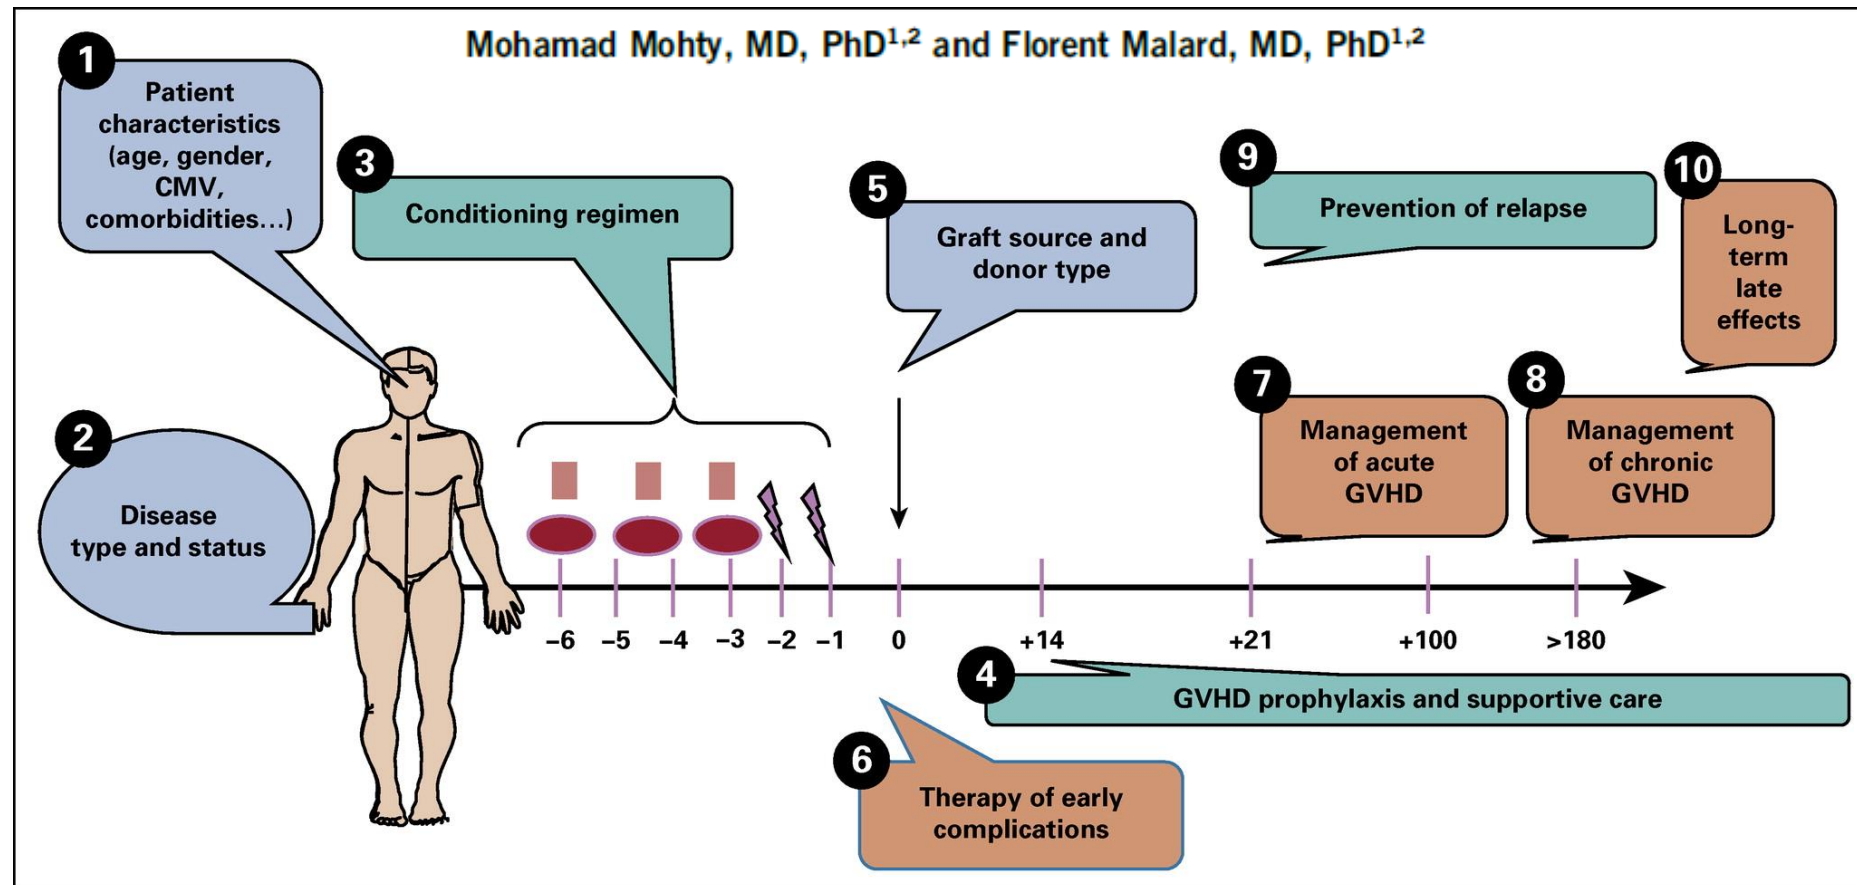 Mohamad Mohty, MD, PhD1,2 and Florent Malard, MD, PhD1,2
1
Patient
characteristics
(age, gender,
CMV,
comorbidities...)
2
Disease
type and status
3
Conditioning regimen
5
Graft source and
donor type
9
Prevention of relapse
10
Long-
term
late
effects
7
Management
of acute
GVHD
8
Management
of chronic
GVHD
–6 –5 –4 –3 –2 –1 0 +14 +21 +100 >180
4
GVHD prophylaxis and supportive care
6
Therapy of early
complications